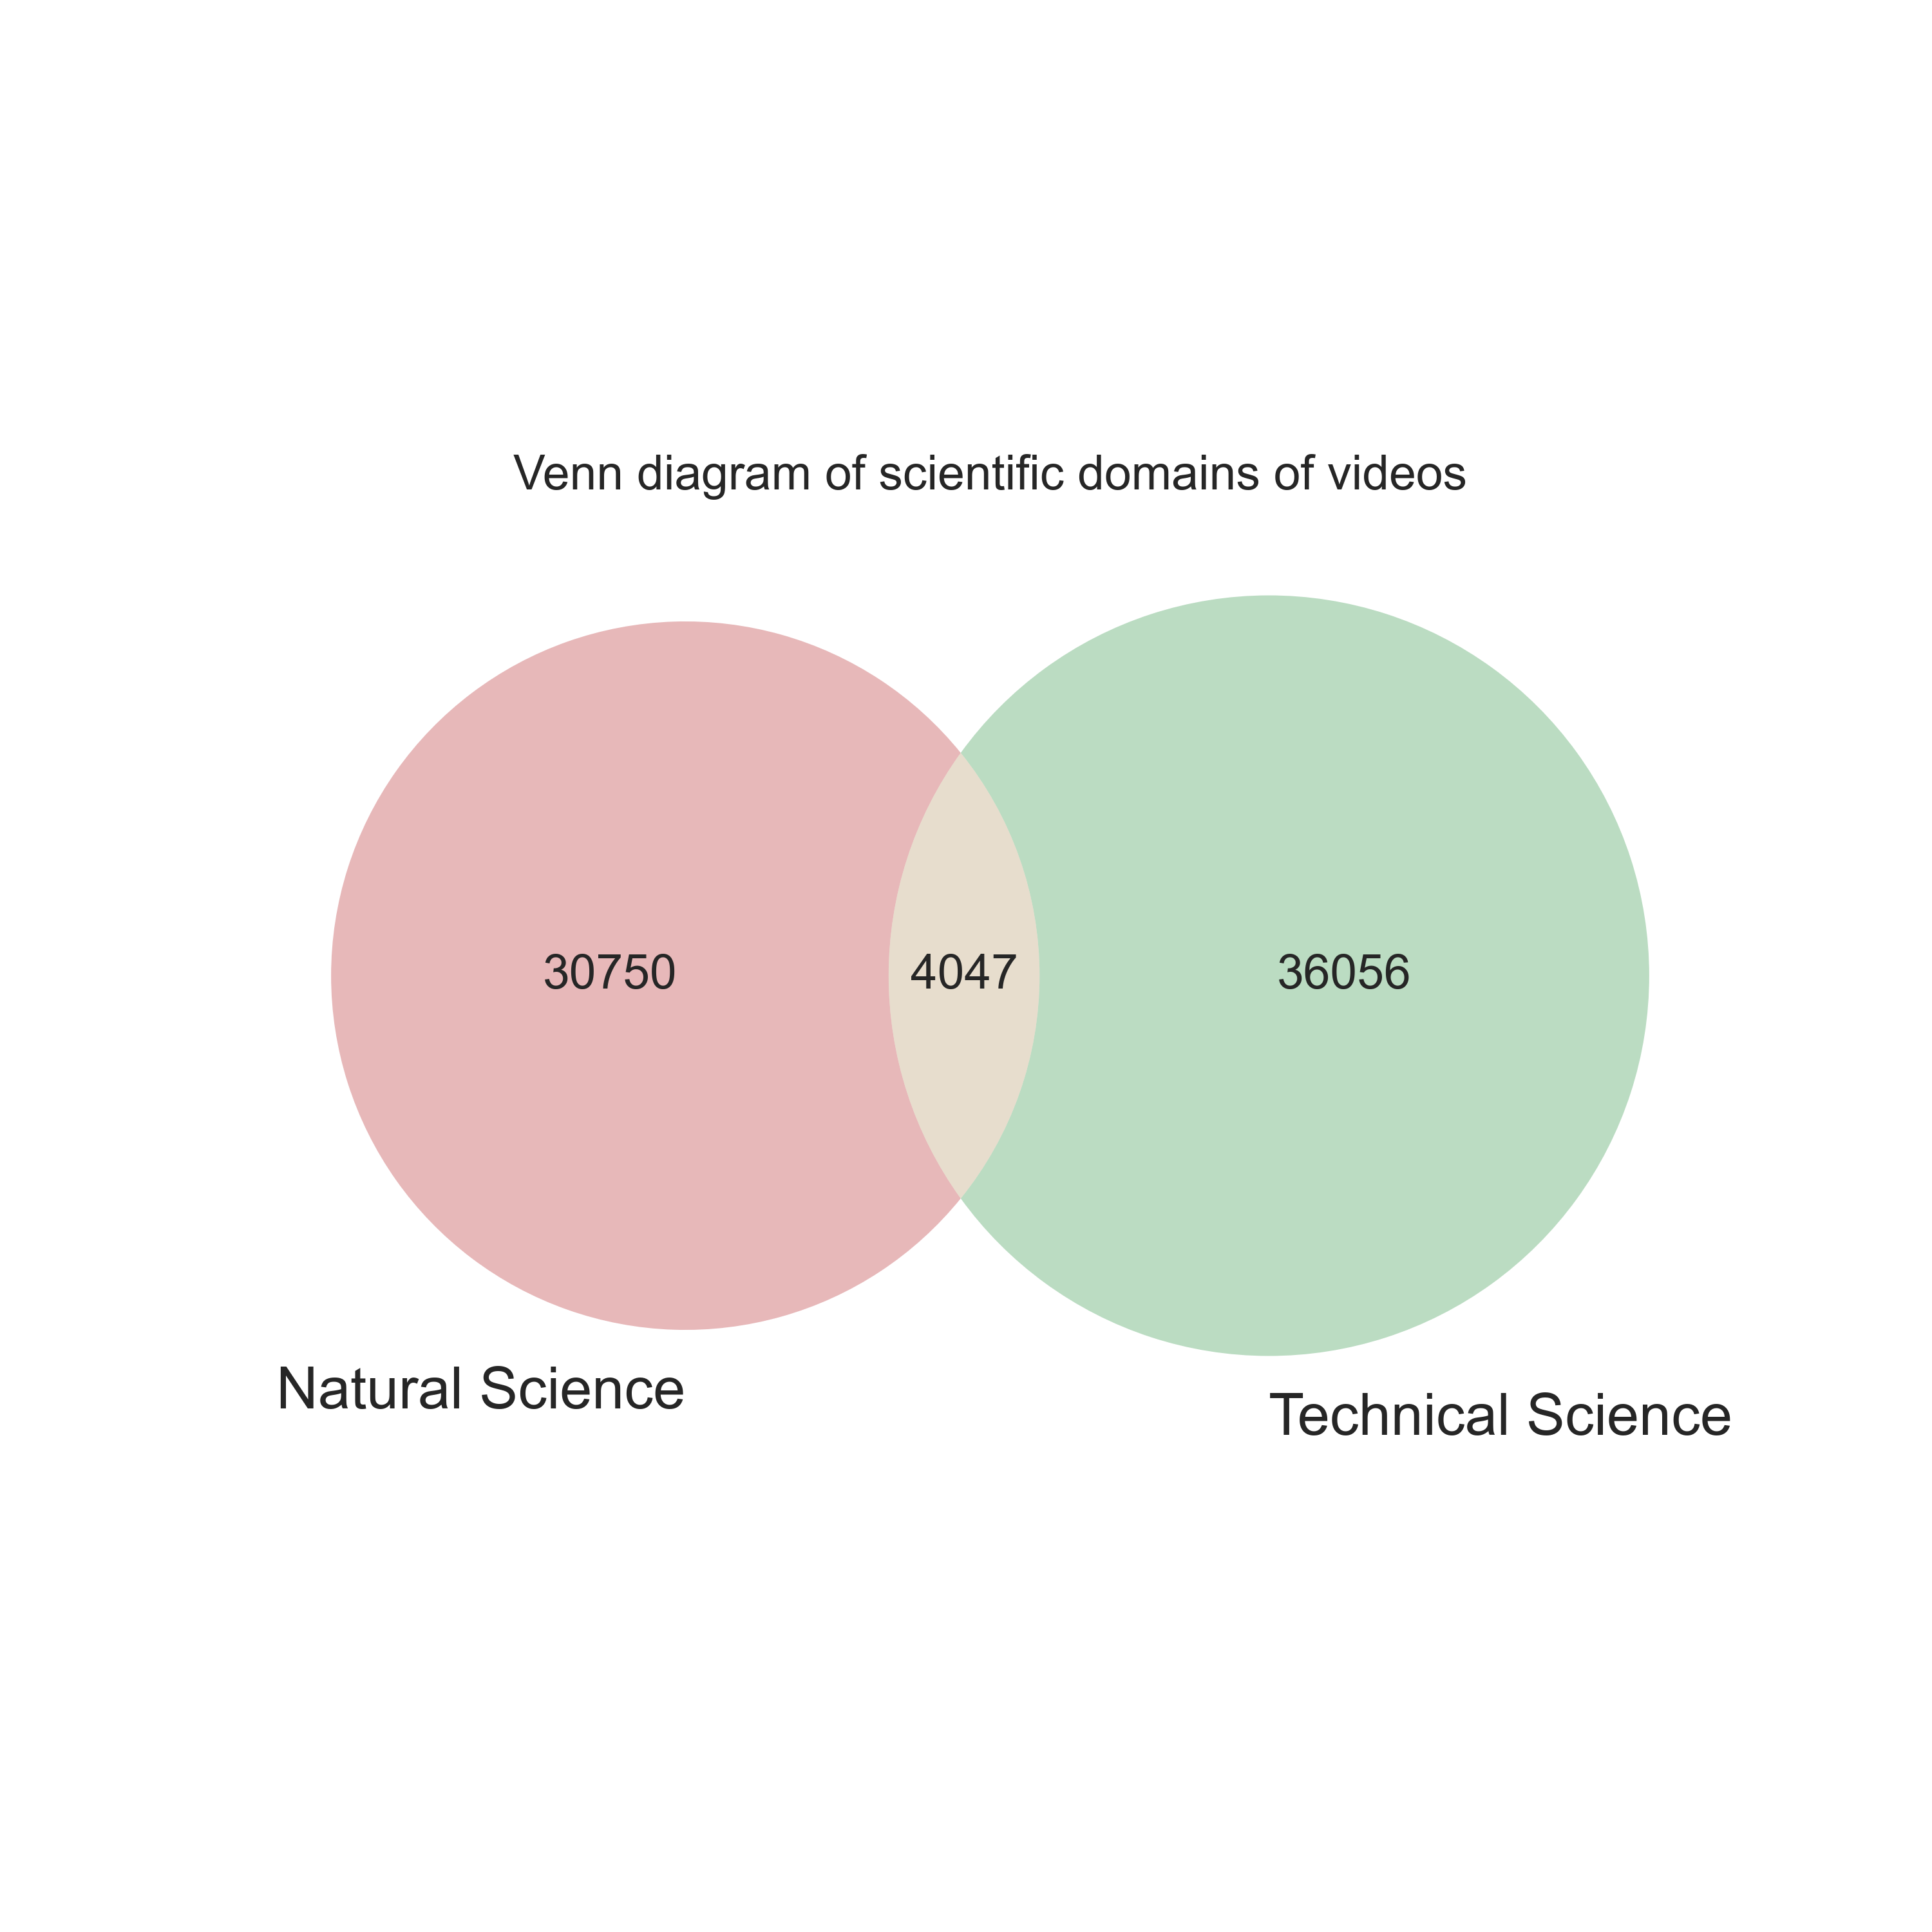 Venn diagram of scientific domains of videos
30750 4047 36056
Natural Science
Technical Science